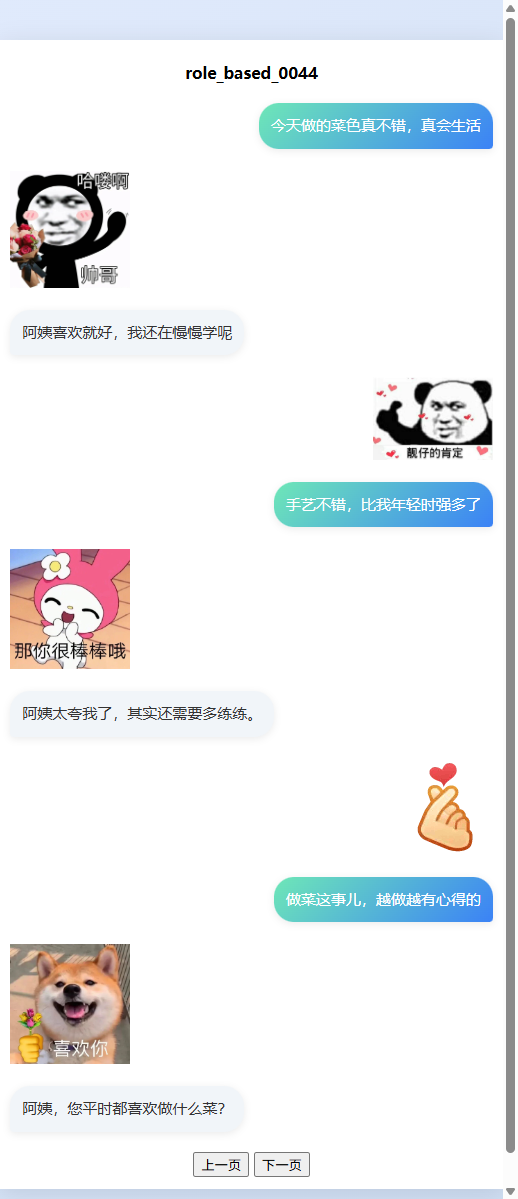 role_based_0044
今天做的菜色真不错，真会生活
哈喽啊
帅哥
阿姨喜欢就好，我还在慢慢学呢
靓仔的肯定
手艺不错，比我年轻时强多了
那你很棒棒哦
阿姨太夸我了，其实还需要多练练。
做菜这事儿，越做越有心得的
喜欢你
阿姨，您平时都喜欢做什么菜？
上一页 下一页